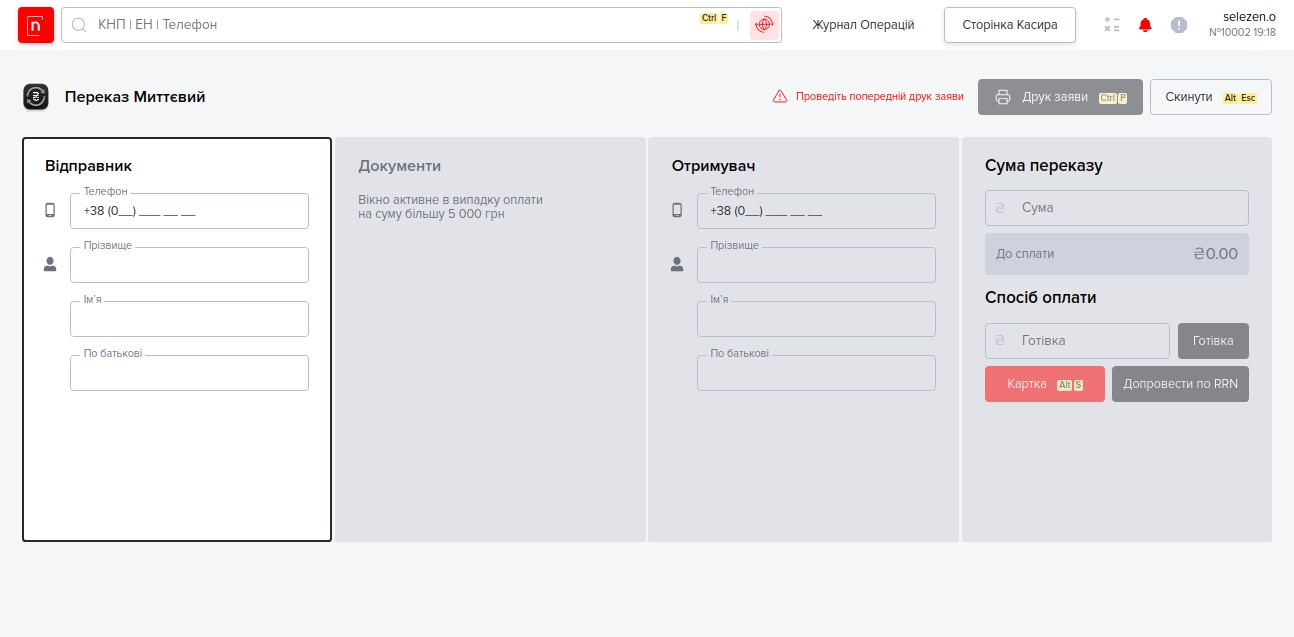 n
КНП | ЕН | Телефон
Ctrl F
Журнал Операцій
Сторінка Касира
selezen.o
№10002 19:18
Переказ Миттєвий
Проведіть попередній друк заяви
Друк заяви Ctrl P
Скинути Alt Esc
Відправник
Телефон
+38 (0__) ___ __ __
Прізвище
Ім'я
По батькові
Документи
Вікно активне в випадку оплати
на суму більшу 5 000 грн
Отримувач
Телефон
+38 (0__) ___ __ __
Прізвище
Ім'я
По батькові
Сума переказу
₴ Сума
До сплати ₴0.00
Спосіб оплати
₴ Готівка
Готівка
Картка Alt S
Допровести по RRN